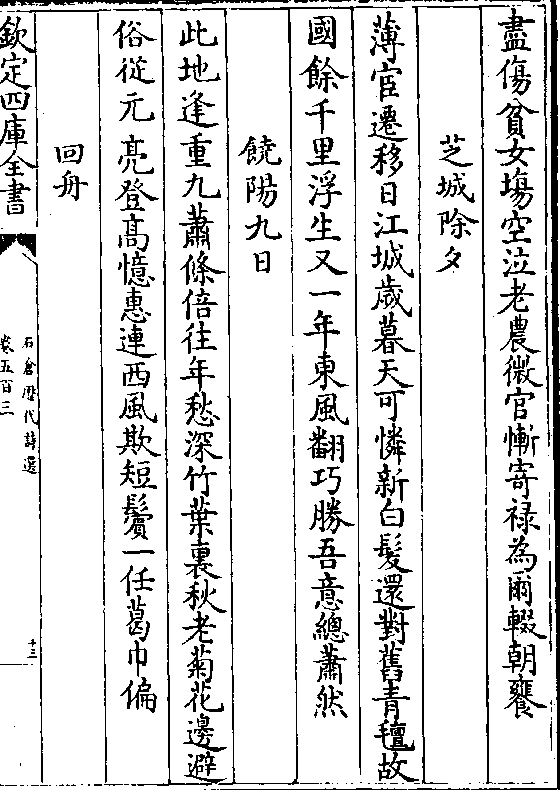 盡傷貧女塲空泣老農微官慚寄禄為爾輟朝饔
芝城除夕
薄宦遷移日江城歲暮天可憐新白髮還對舊青氊故
國餘千里浮生又一年東風翻巧勝吾意總蕭然
饒陽九日
此地逢重九蕭條倍往年愁深竹葉裏秋老菊花邊避
俗從元亮登髙憶惠連西風欺短鬢一任葛巾偏
回舟
欽定四庫全書
石倉歷代詩選
卷五百三
十三